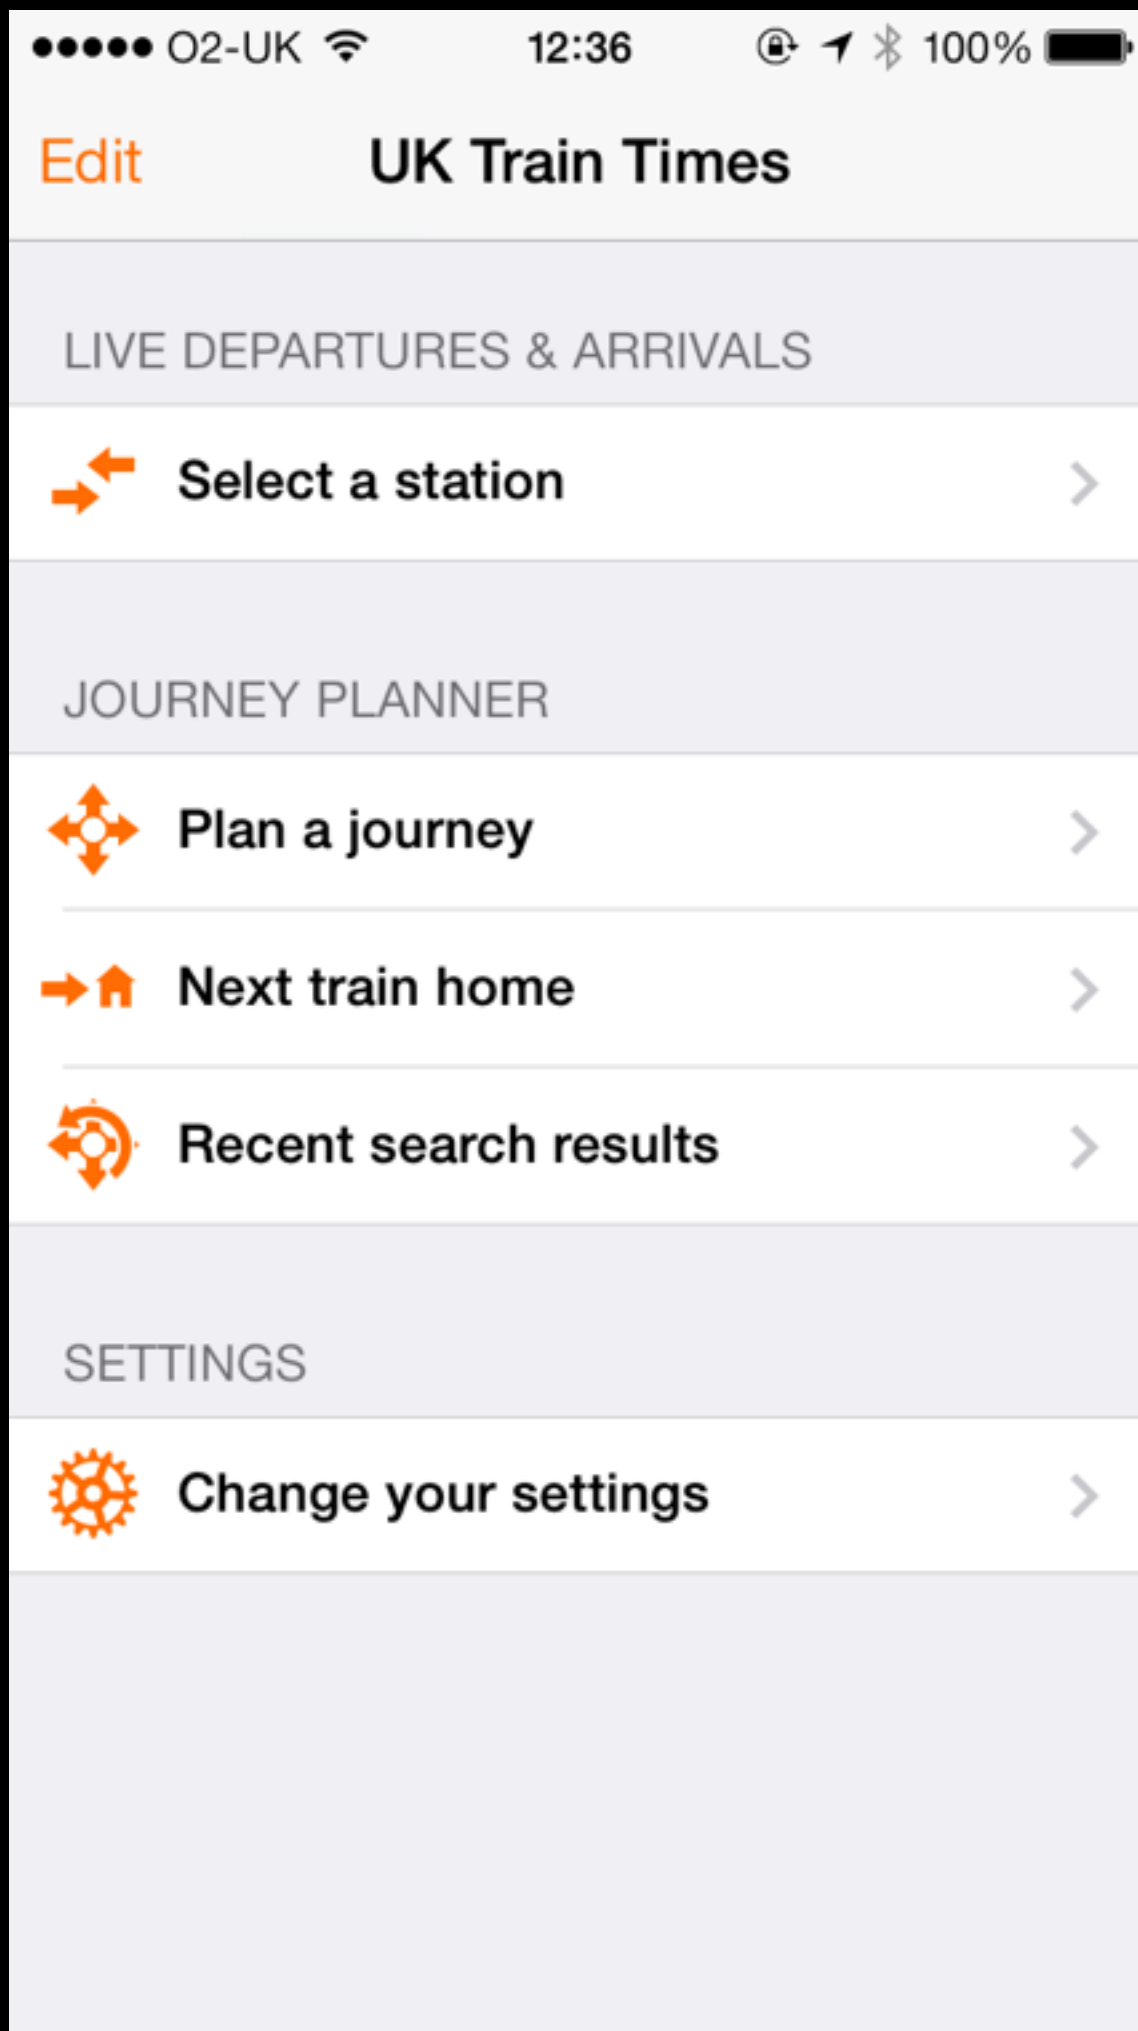 O2-UK 12:36 100%
Edit UK Train Times
LIVE DEPARTURES & ARRIVALS
Select a station
JOURNEY PLANNER
Plan a journey
Next train home
Recent search results
SETTINGS
Change your settings